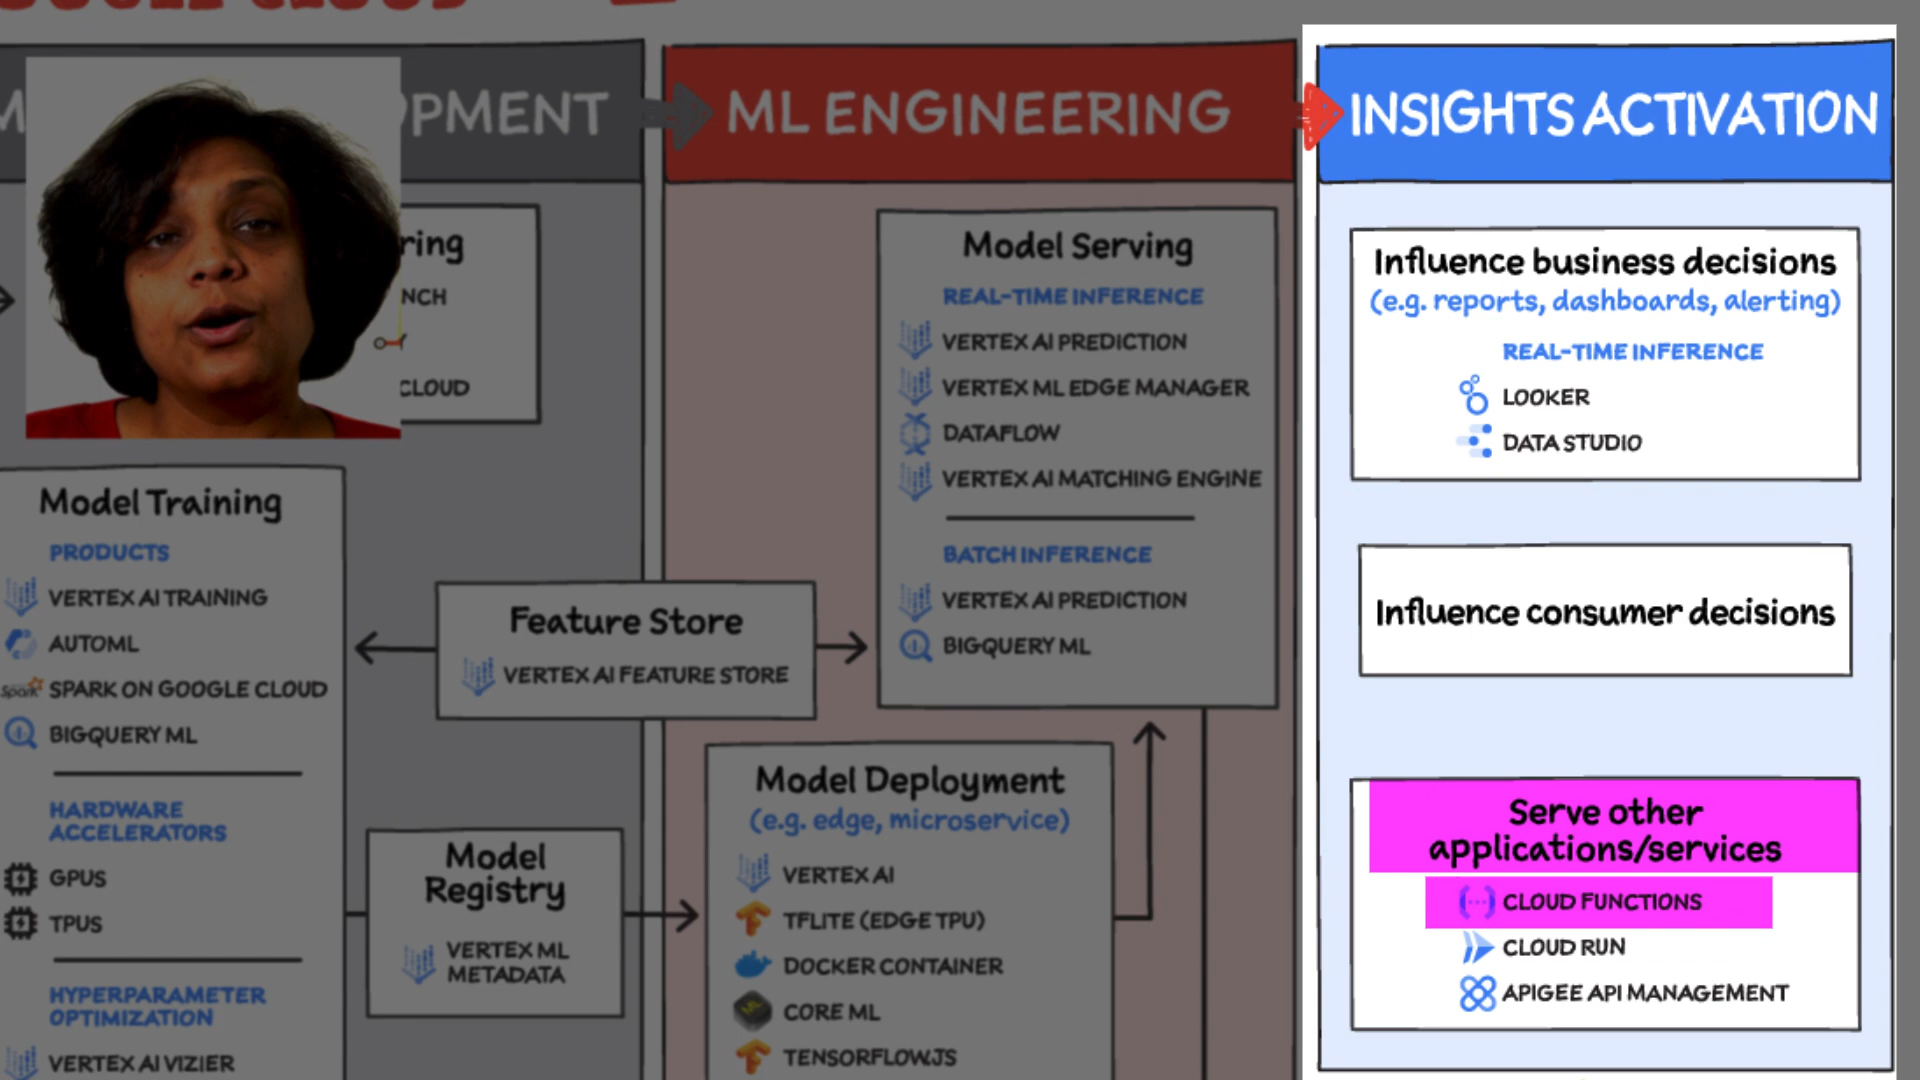 OPMENT
ML ENGINEERING
INSIGHTS ACTIVATION
ring
NCH
CLOUD
Model Training
PRODUCTS
VERTEX AI TRAINING
AUTOML
Spark SPARK ON GOOGLE CLOUD
BIGQUERY ML
HARDWARE
ACCELERATORS
GPUS
TPUS
HYPERPARAMETER
OPTIMIZATION
VERTEX AI VIZIER
Feature Store
VERTEX AI FEATURE STORE
Model
Registry
VERTEX ML
METADATA
Model Serving
REAL-TIME INFERENCE
VERTEX AI PREDICTION
VERTEX ML EDGE MANAGER
DATAFLOW
VERTEX AI MATCHING ENGINE
BATCH INFERENCE
VERTEX AI PREDICTION
BIGQUERY ML
Model Deployment
(e.g. edge, microservice)
VERTEX AI
TFLITE (EDGE TPU)
DOCKER CONTAINER
ML CORE ML
TENSORFLOW.JS
Influence business decisions
(e.g. reports, dashboards, alerting)
REAL-TIME INFERENCE
LOOKER
DATA STUDIO
Influence consumer decisions
Serve other
applications/services
CLOUD FUNCTIONS
CLOUD RUN
APIGEE API MANAGEMENT